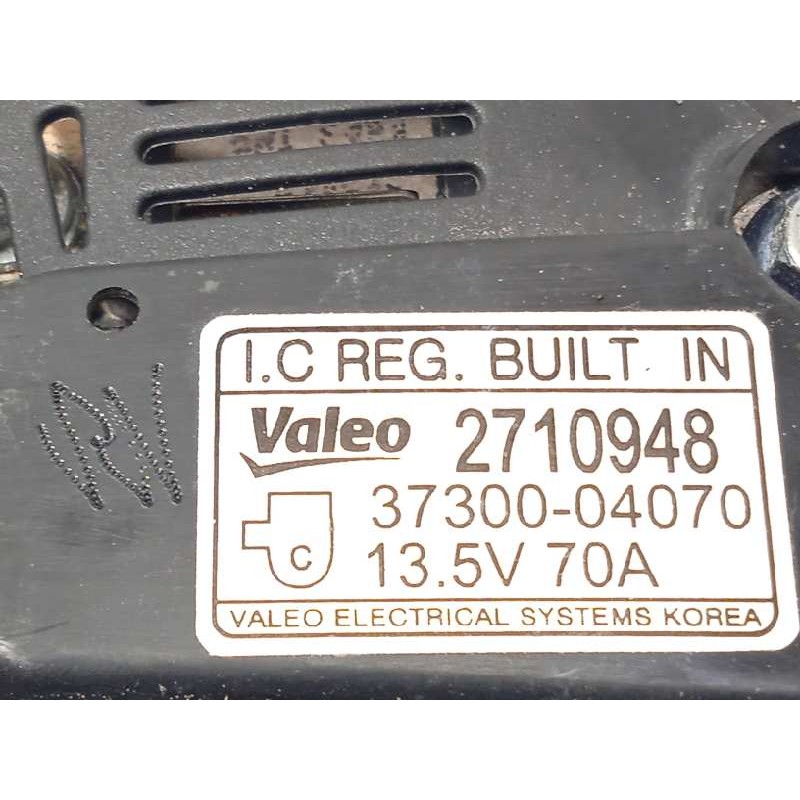 I.C REG. BUILT IN
Valeo 2710948
37300-04070
C
13.5V 70A
VALEO ELECTRICAL SYSTEMS KOREA